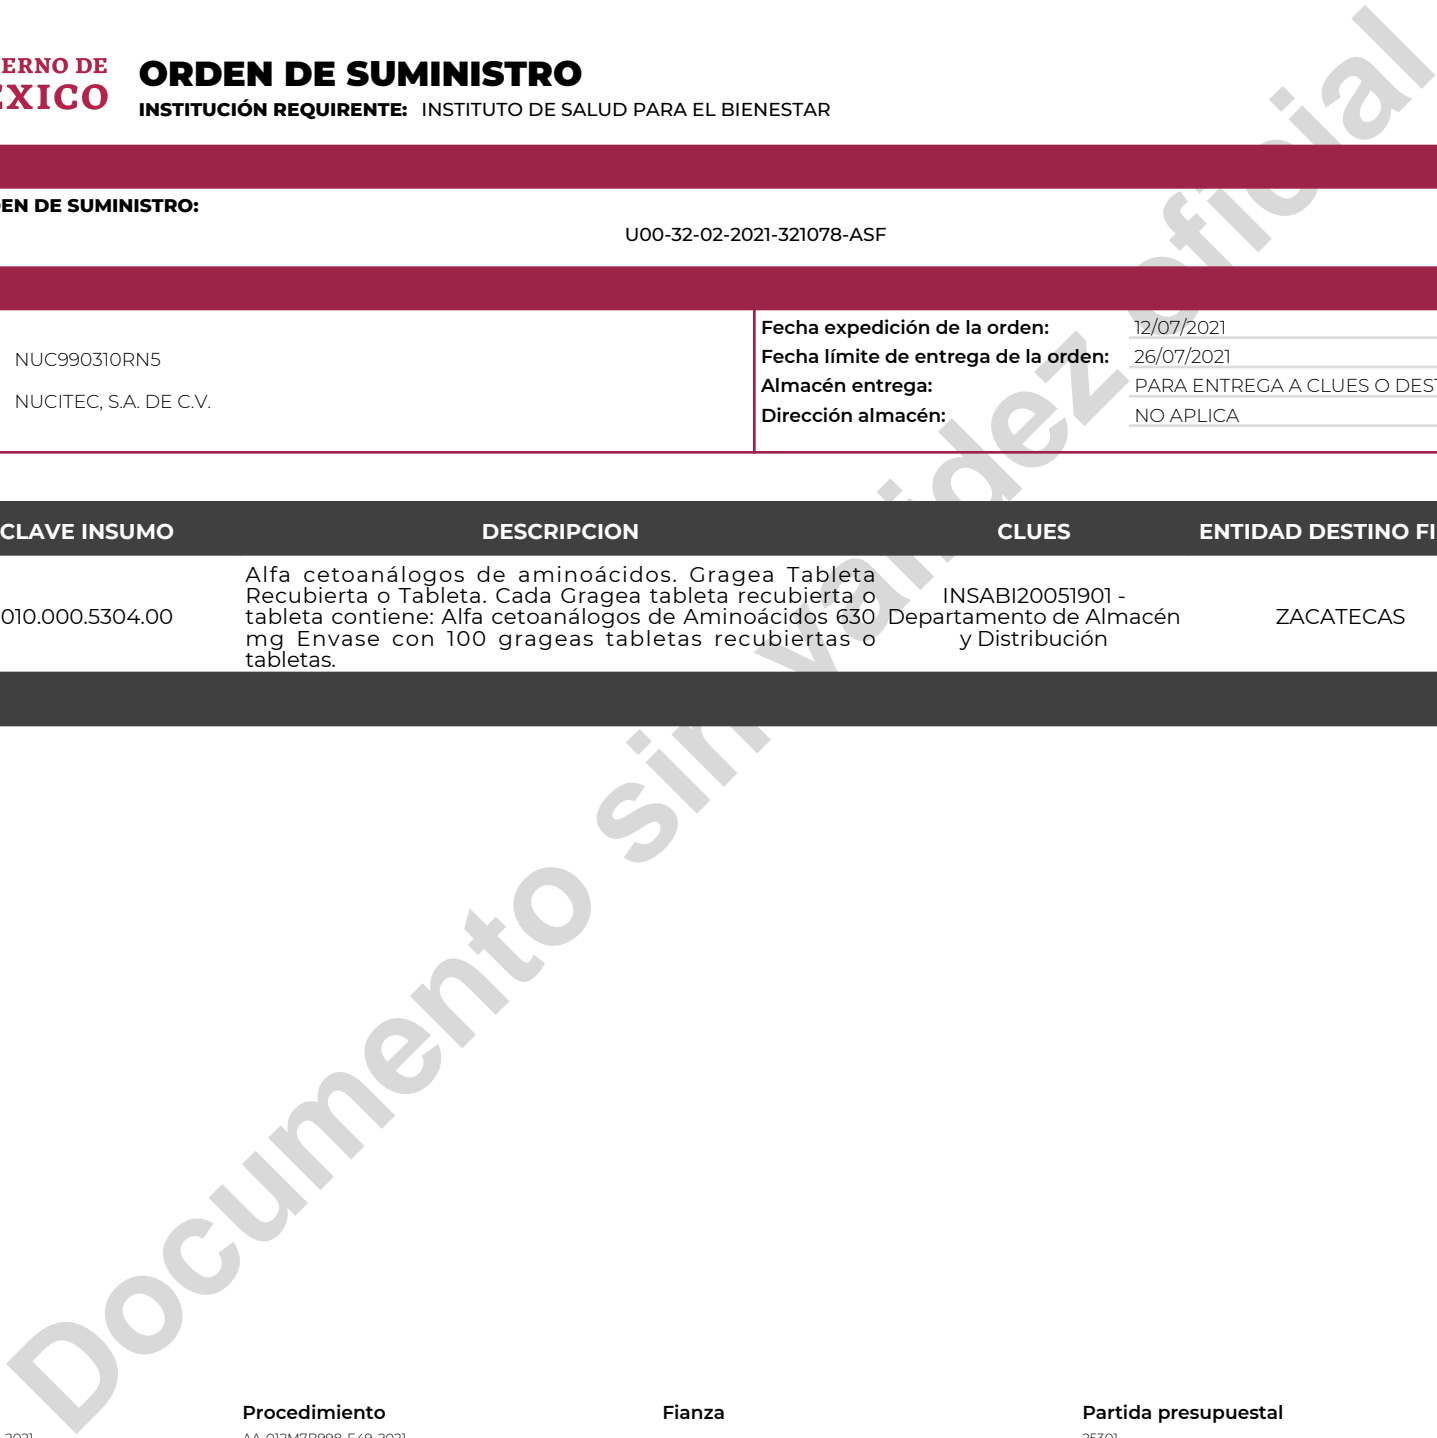 ERNO DE
EXICO
ORDEN DE SUMINISTRO
INSTITUCIÓN REQUIRENTE: INSTITUTO DE SALUD PARA EL BIENESTAR
EN DE SUMINISTRO:
U00-32-02-2021-321078-ASF
NUC990310RN5
NUCITEC, S.A. DE C.V.
Fecha expedición de la orden: 12/07/2021
Fecha límite de entrega de la orden: 26/07/2021
Almacén entrega: PARA ENTREGA A CLUES O DEST
Dirección almacén: NO APLICA
CLAVE INSUMO DESCRIPCION CLUES ENTIDAD DESTINO FI
010.000.5304.00
Alfa cetoanálogos de aminoácidos. Gragea Tableta
Recubierta o Tableta. Cada Gragea tableta recubierta o
tableta contiene: Alfa cetoanálogos de Aminoácidos 630
mg Envase con 100 grageas tabletas recubiertas o
tabletas.
INSABI20051901 -
Departamento de Almacén
y Distribución
ZACATECAS
Documento sin validez oficial
Procedimiento Fianza Partida presupuestal